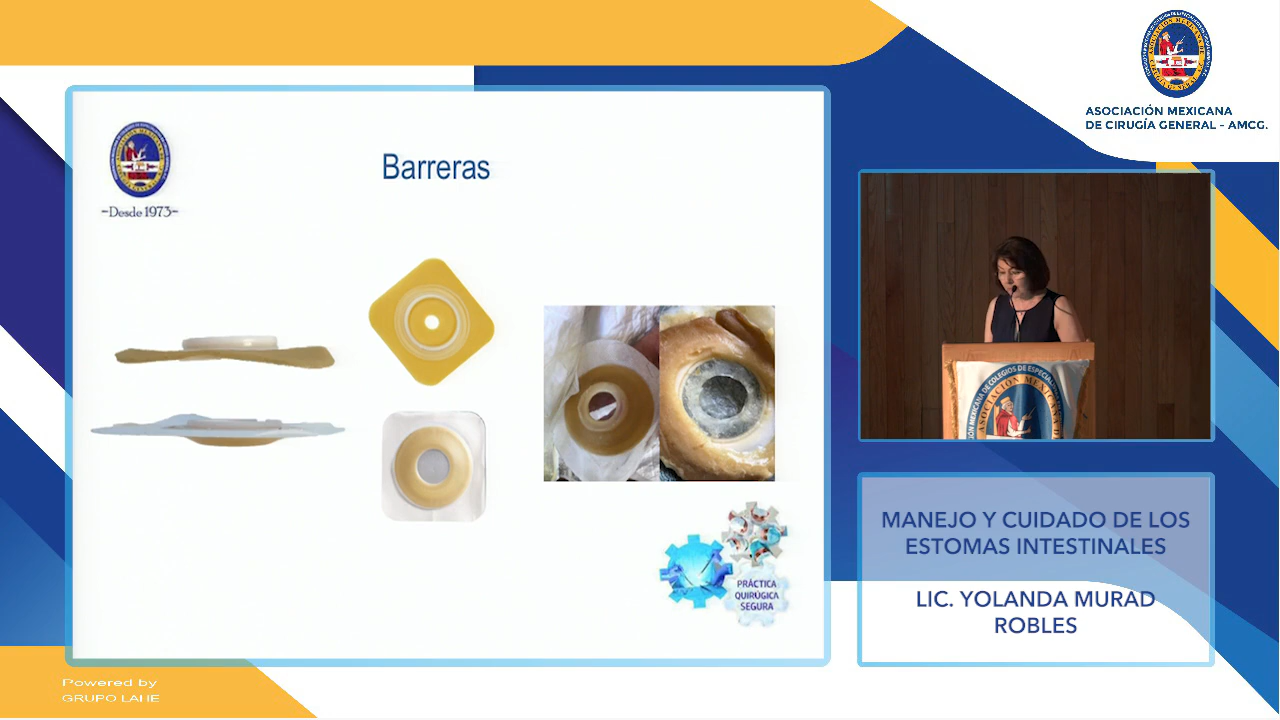 ASOCIACIÓN MEXICANA
DE CIRUGÍA GENERAL - AMCG.
-Desde 1973-
Barreras
PRÁCTICA
QUIRÚGICA
SEGURA
MANEJO Y CUIDADO DE LOS
ESTOMAS INTESTINALES
LIC. YOLANDA MURAD
ROBLES
Powered by
GRUPO LAHE